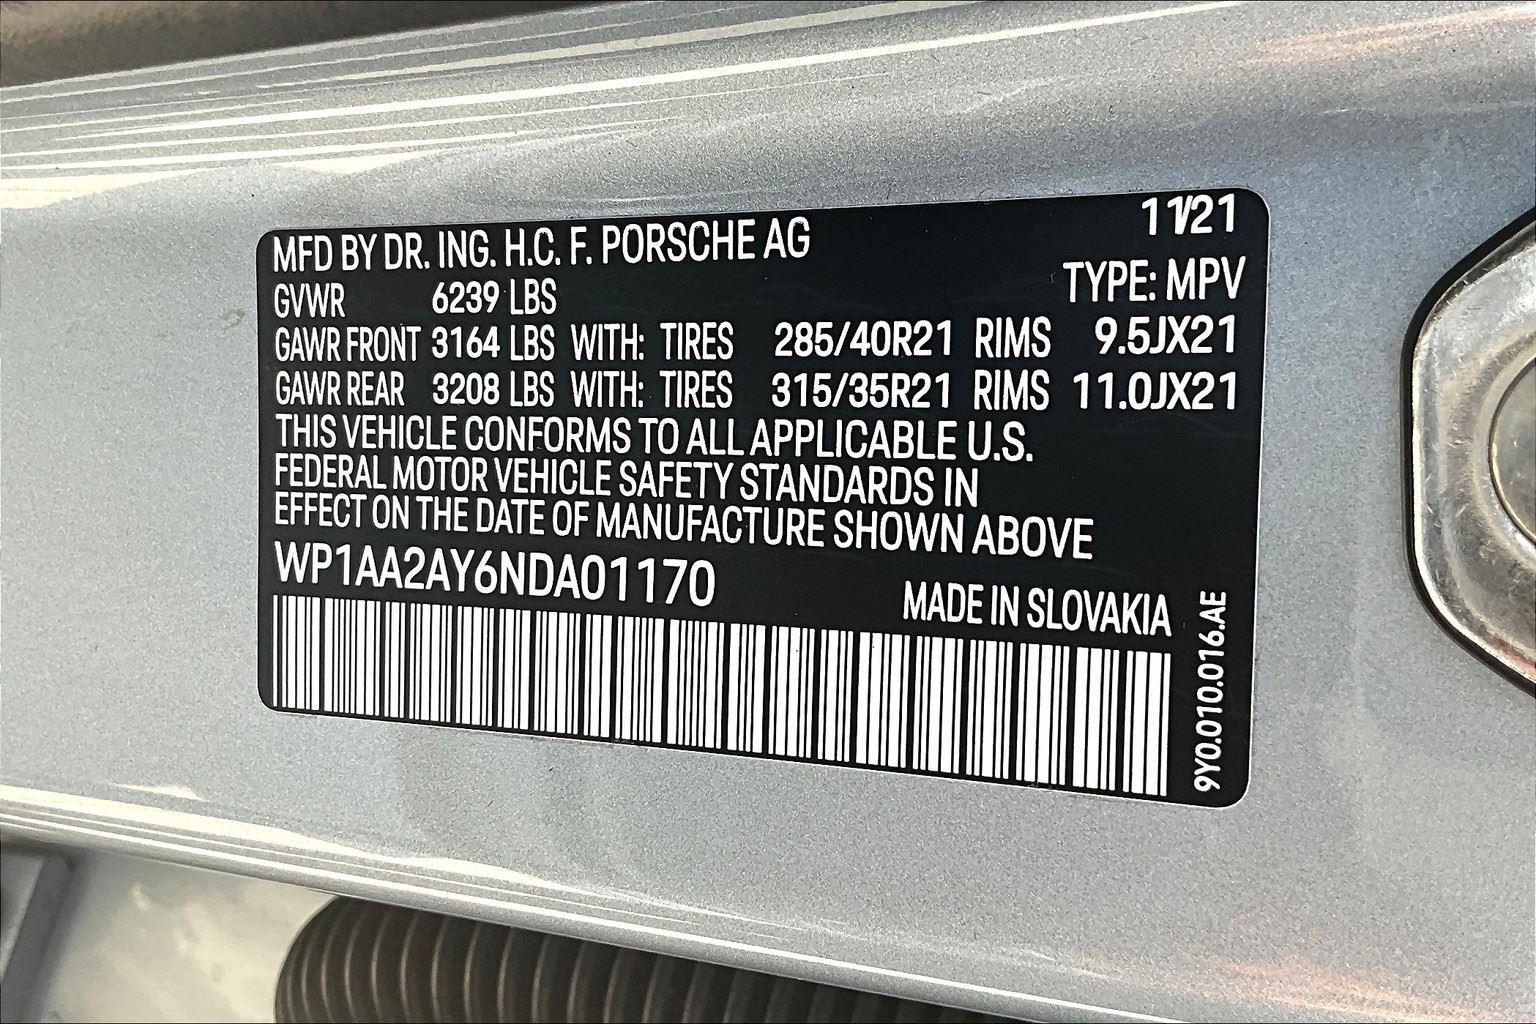 MFD BY DR. ING. H.C. F. PORSCHE AG 11/21
GVWR 6239 LBS TYPE: MPV
GAWR FRONT 3164 LBS WITH: TIRES 285/40R21 RIMS 9.5JX21
GAWR REAR 3208 LBS WITH: TIRES 315/35R21 RIMS 11.0JX21
THIS VEHICLE CONFORMS TO ALL APPLICABLE U.S.
FEDERAL MOTOR VEHICLE SAFETY STANDARDS IN
EFFECT ON THE DATE OF MANUFACTURE SHOWN ABOVE
WP1AA2AY6NDA01170
MADE IN SLOVAKIA
9Y0.010.016.AE